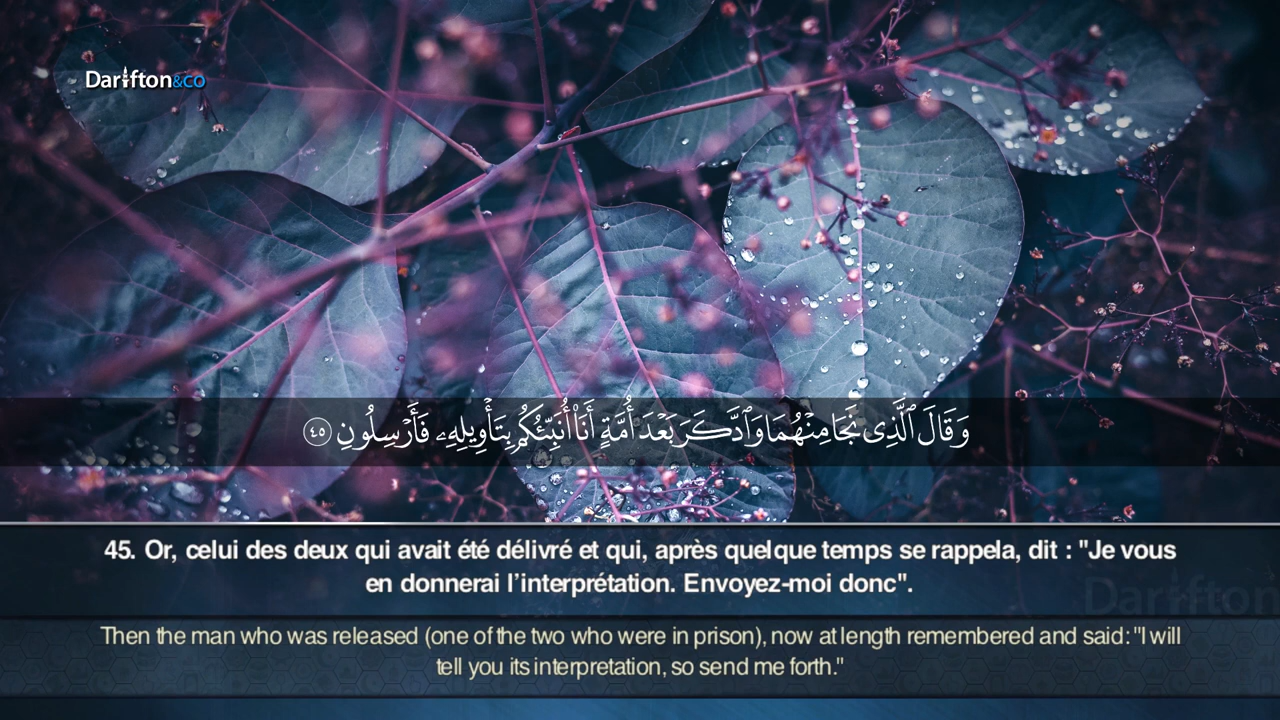 Dariifton&co
وَقَالَ ٱلَّذِى نَجَا مِنْهُمَا وَٱدَّكَرَ بَعْدَ أُمَّةٍ أَنَا۠ أُنَبِّئُكُم بِتَأْوِيلِهِۦ فَأَرْسِلُونِ ٤٥
45. Or, celui des deux qui avait été délivré et qui, après quelque temps se rappela, dit : "Je vous
en donnerai l'interprétation. Envoyez-moi donc".
Dariifton
Then the man who was released (one of the two who were in prison), now at length remembered and said: "I will
tell you its interpretation, so send me forth."